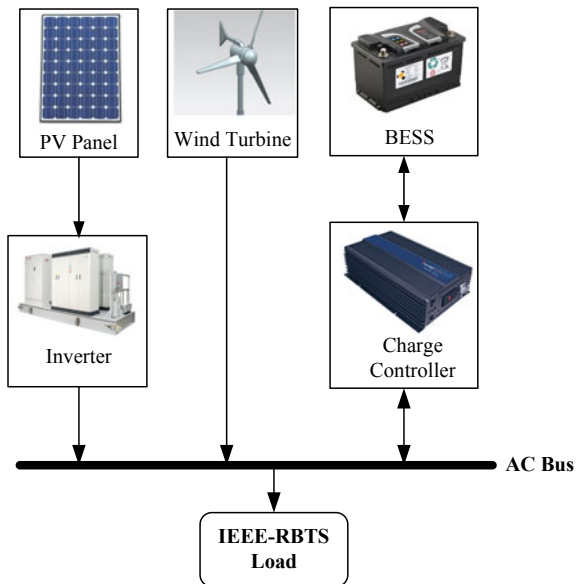 PV Panel
Wind Turbine
BESS
Inverter
Charge
Controller
AC Bus
IEEE-RBTS
Load